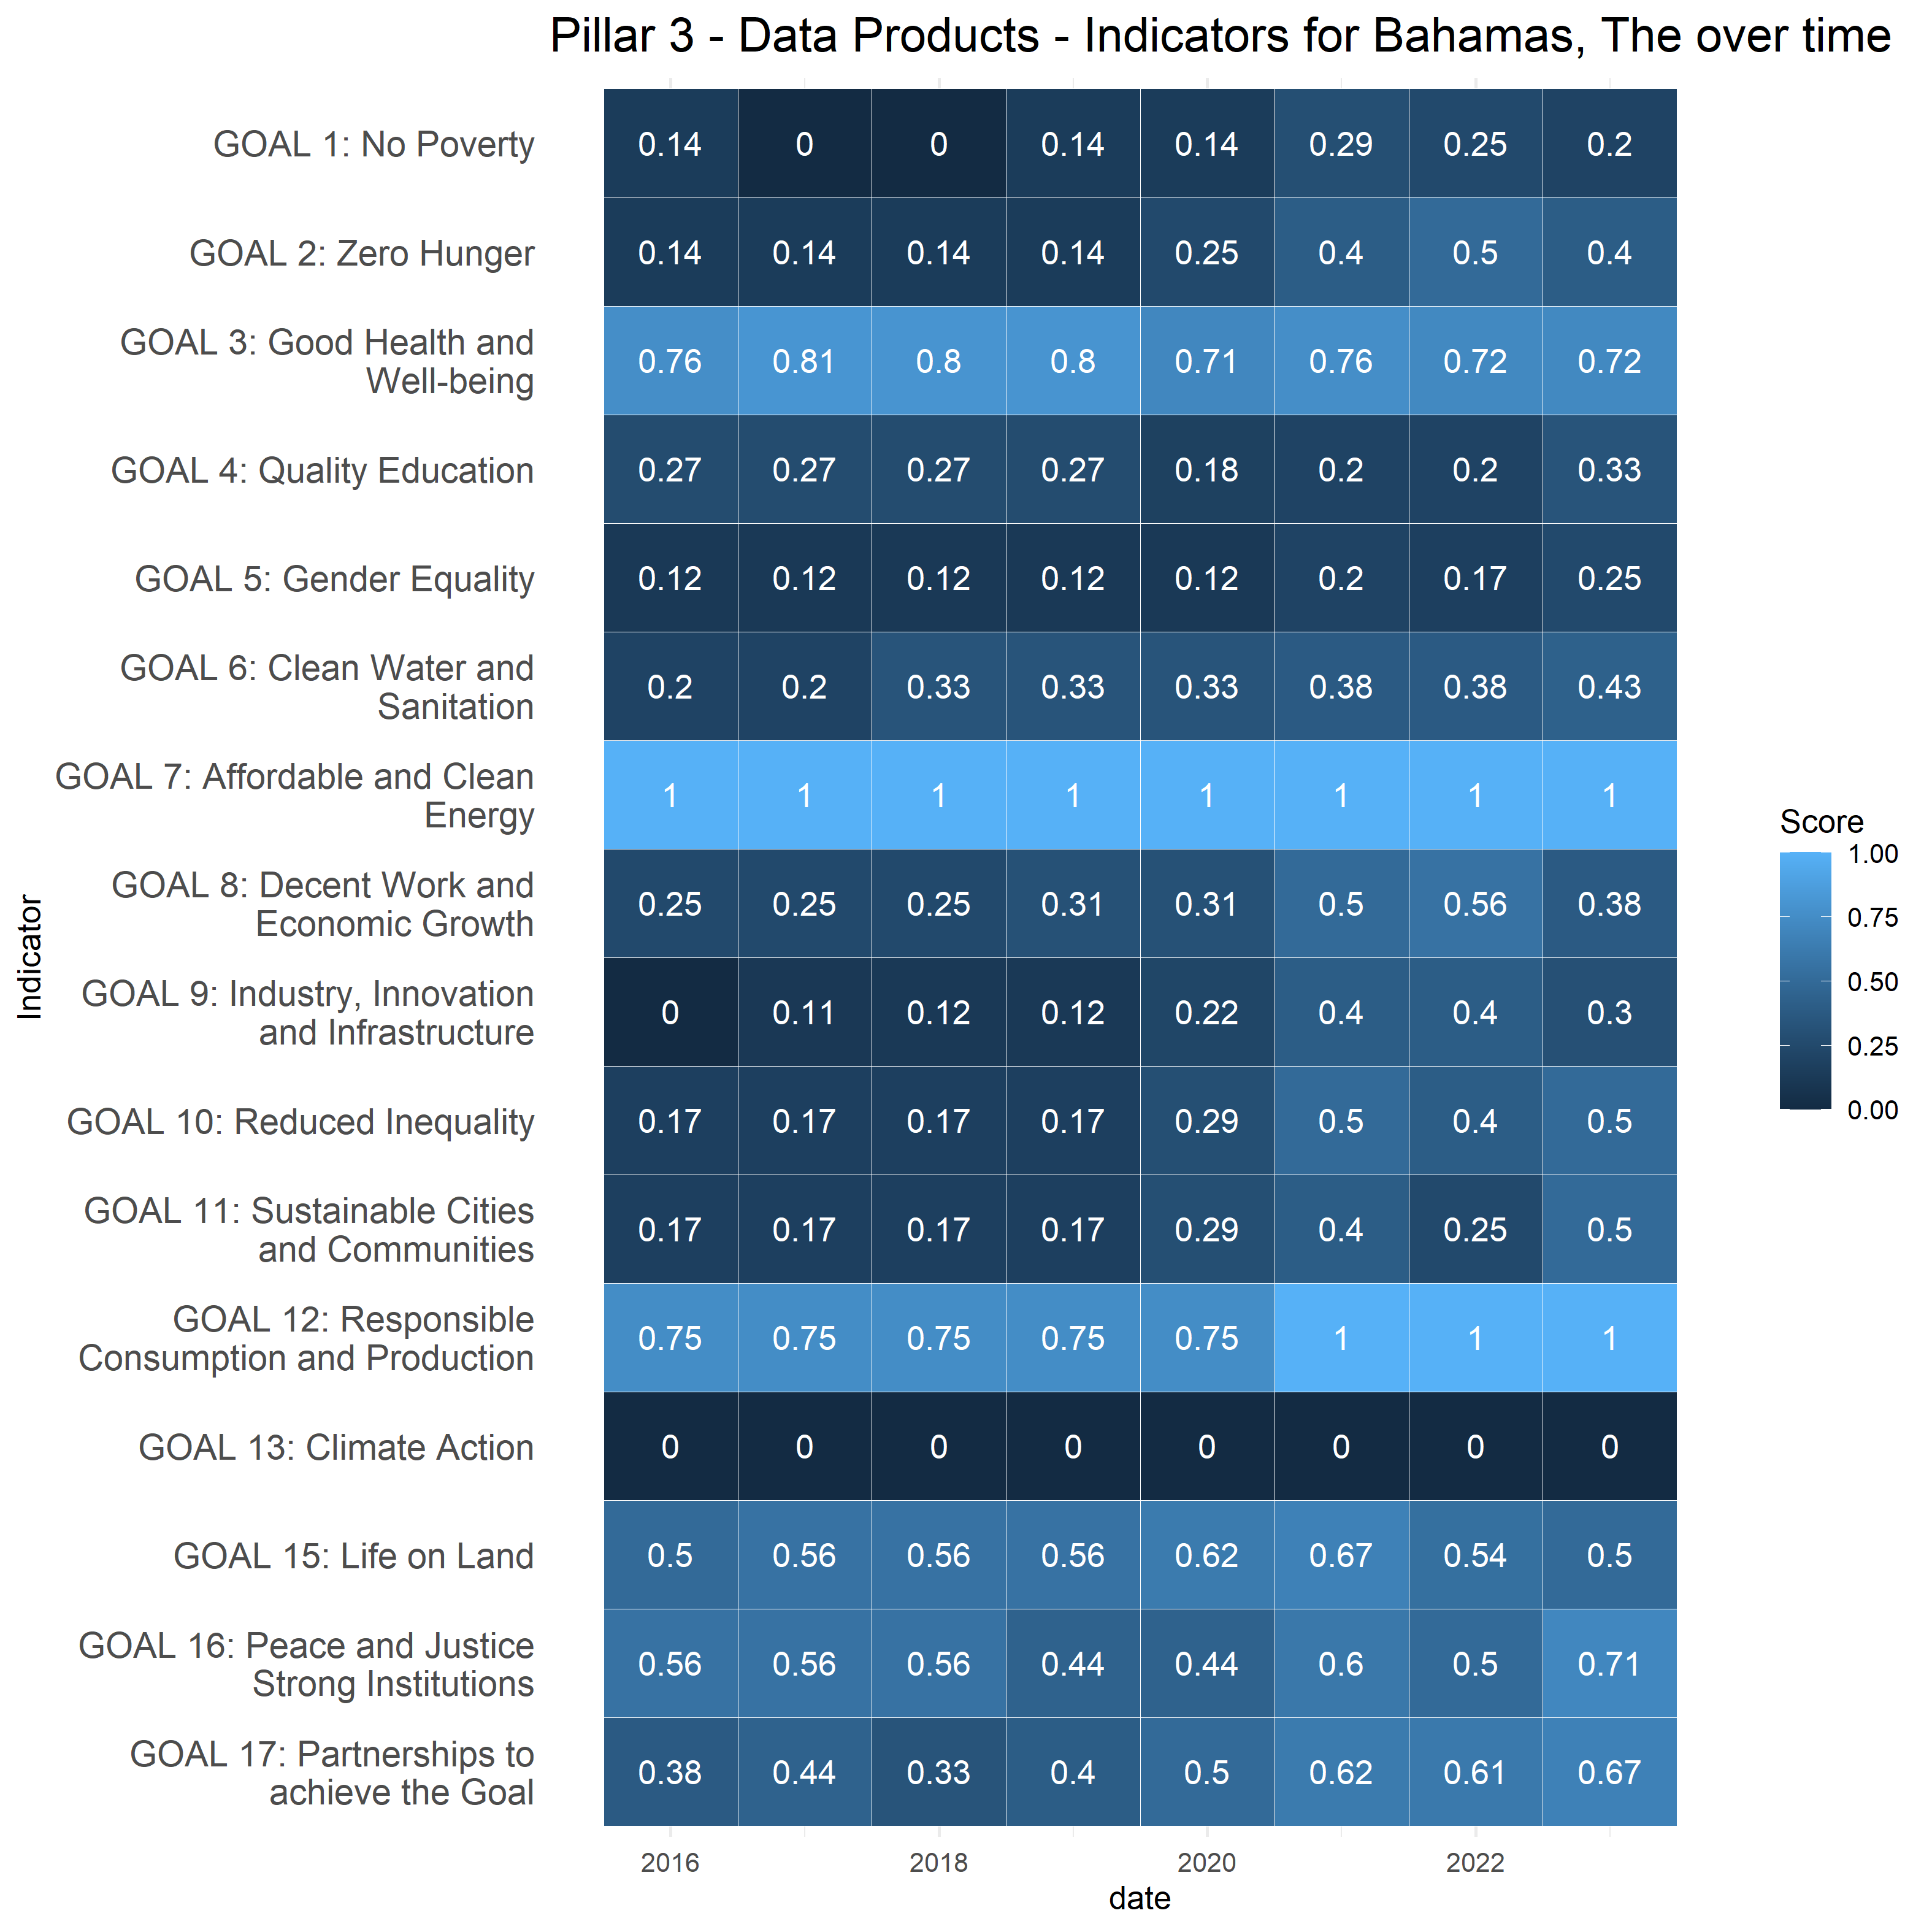 Pillar 3 - Data Products - Indicators for Bahamas, The over time
GOAL 1: No Poverty
0.14 0 0 0.14 0.14 0.29 0.25 0.2
GOAL 2: Zero Hunger
0.14 0.14 0.14 0.14 0.25 0.4 0.5 0.4
GOAL 3: Good Health and
Well-being
0.76 0.81 0.8 0.8 0.71 0.76 0.72 0.72
GOAL 4: Quality Education
0.27 0.27 0.27 0.27 0.18 0.2 0.2 0.33
GOAL 5: Gender Equality
0.12 0.12 0.12 0.12 0.12 0.2 0.17 0.25
GOAL 6: Clean Water and
Sanitation
0.2 0.2 0.33 0.33 0.33 0.38 0.38 0.43
GOAL 7: Affordable and Clean
Energy
1 1 1 1 1 1 1 1
GOAL 8: Decent Work and
Economic Growth
0.25 0.25 0.25 0.31 0.31 0.5 0.56 0.38
GOAL 9: Industry, Innovation
and Infrastructure
0 0.11 0.12 0.12 0.22 0.4 0.4 0.3
GOAL 10: Reduced Inequality
0.17 0.17 0.17 0.17 0.29 0.5 0.4 0.5
GOAL 11: Sustainable Cities
and Communities
0.17 0.17 0.17 0.17 0.29 0.4 0.25 0.5
GOAL 12: Responsible
Consumption and Production
0.75 0.75 0.75 0.75 0.75 1 1 1
GOAL 13: Climate Action
0 0 0 0 0 0 0 0
GOAL 15: Life on Land
0.5 0.56 0.56 0.56 0.62 0.67 0.54 0.5
GOAL 16: Peace and Justice
Strong Institutions
0.56 0.56 0.56 0.44 0.44 0.6 0.5 0.71
GOAL 17: Partnerships to
achieve the Goal
0.38 0.44 0.33 0.4 0.5 0.62 0.61 0.67
2016 2018 2020 2022
date
Indicator
Score
1.00
0.75
0.50
0.25
0.00